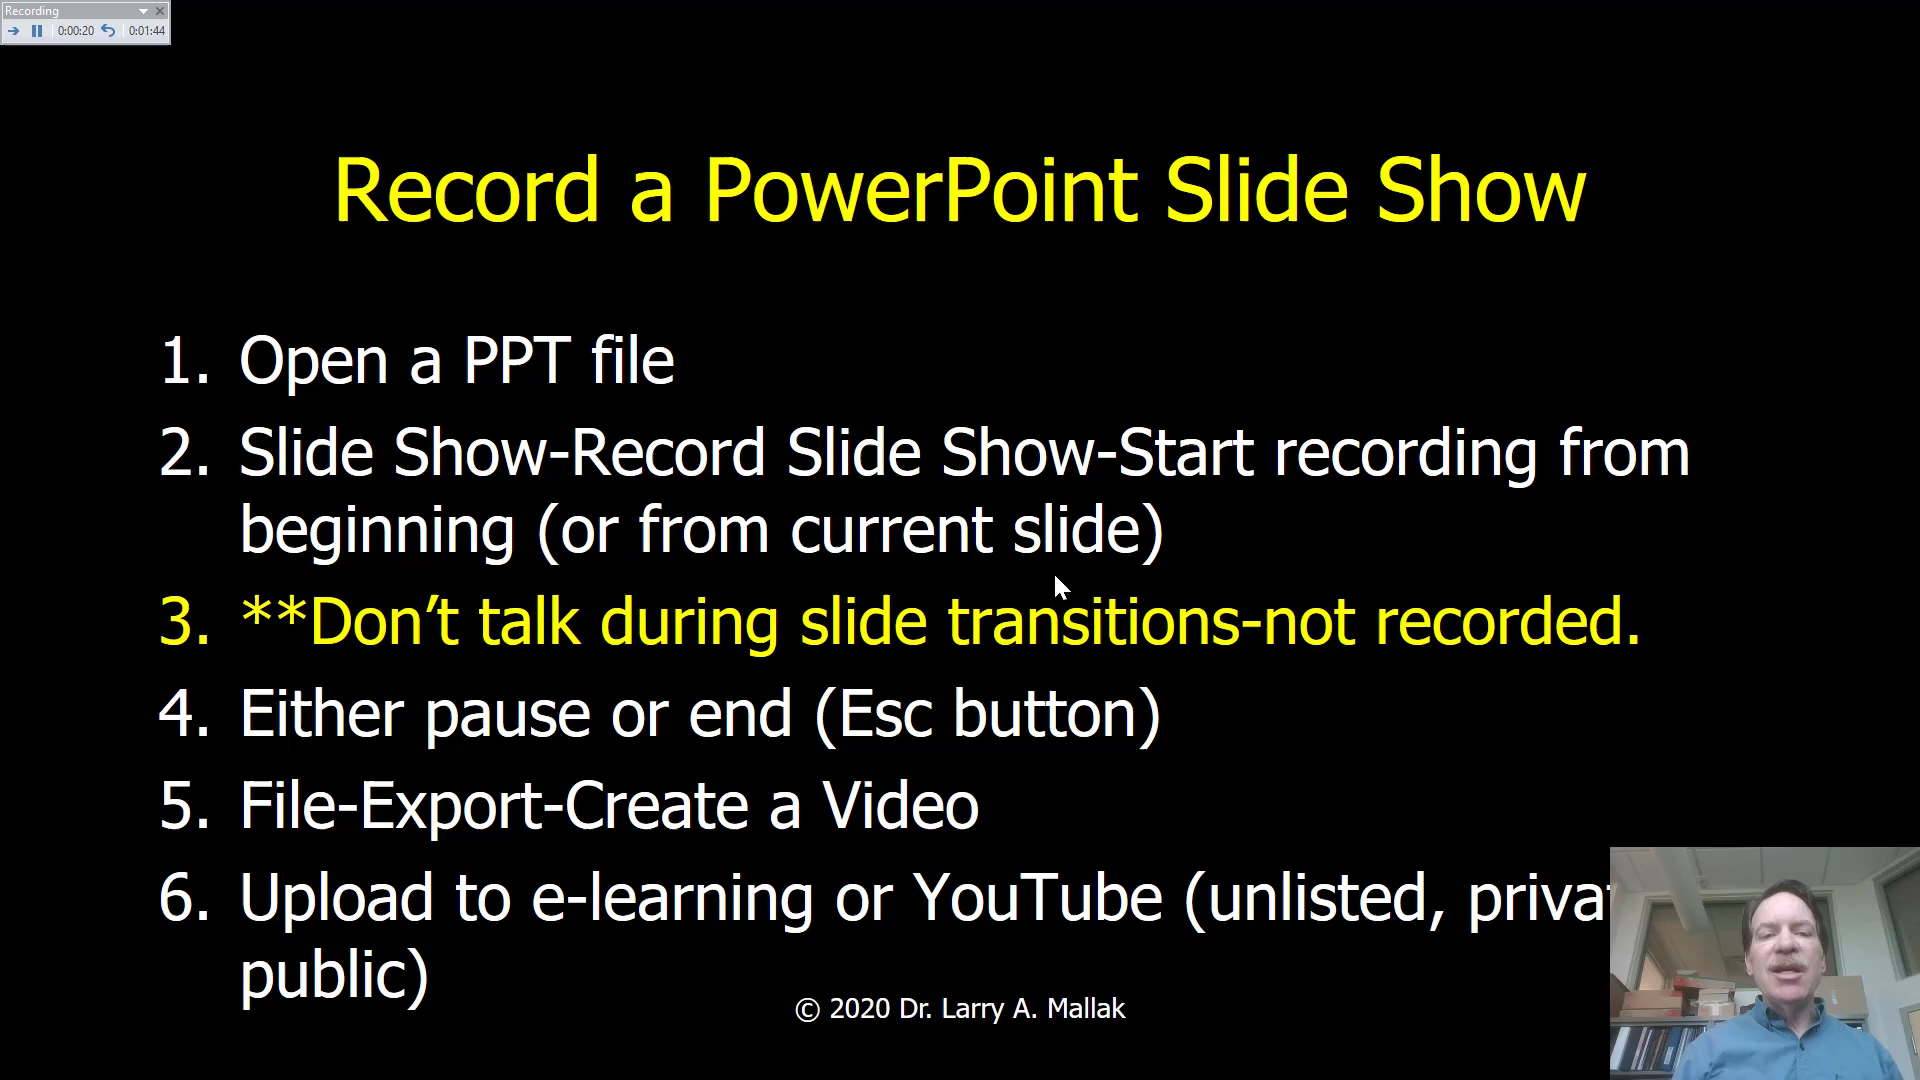 Recording
0:00:20 0:01:44
Record a PowerPoint Slide Show
1. Open a PPT file
2. Slide Show-Record Slide Show-Start recording from
beginning (or from current slide)
3. **Don’t talk during slide transitions-not recorded.
4. Either pause or end (Esc button)
5. File-Export-Create a Video
6. Upload to e-learning or YouTube (unlisted,
public)
© 2020 Dr. Larry A. Mallak